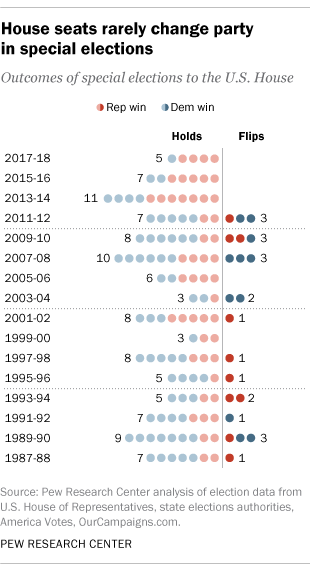 House seats rarely change party
in special elections
Outcomes of special elections to the U.S. House
Rep win Dem win
Holds Flips
2017-18 5
2015-16 7
2013-14 11
2011-12 7 3
2009-10 8 3
2007-08 10 3
2005-06 6
2003-04 3 2
2001-02 8 1
1999-00 3
1997-98 8 1
1995-96 5 1
1993-94 5 2
1991-92 7 1
1989-90 9 3
1987-88 7 1
Source: Pew Research Center analysis of election data from
U.S. House of Representatives, state elections authorities,
America Votes, OurCampaigns.com.
PEW RESEARCH CENTER